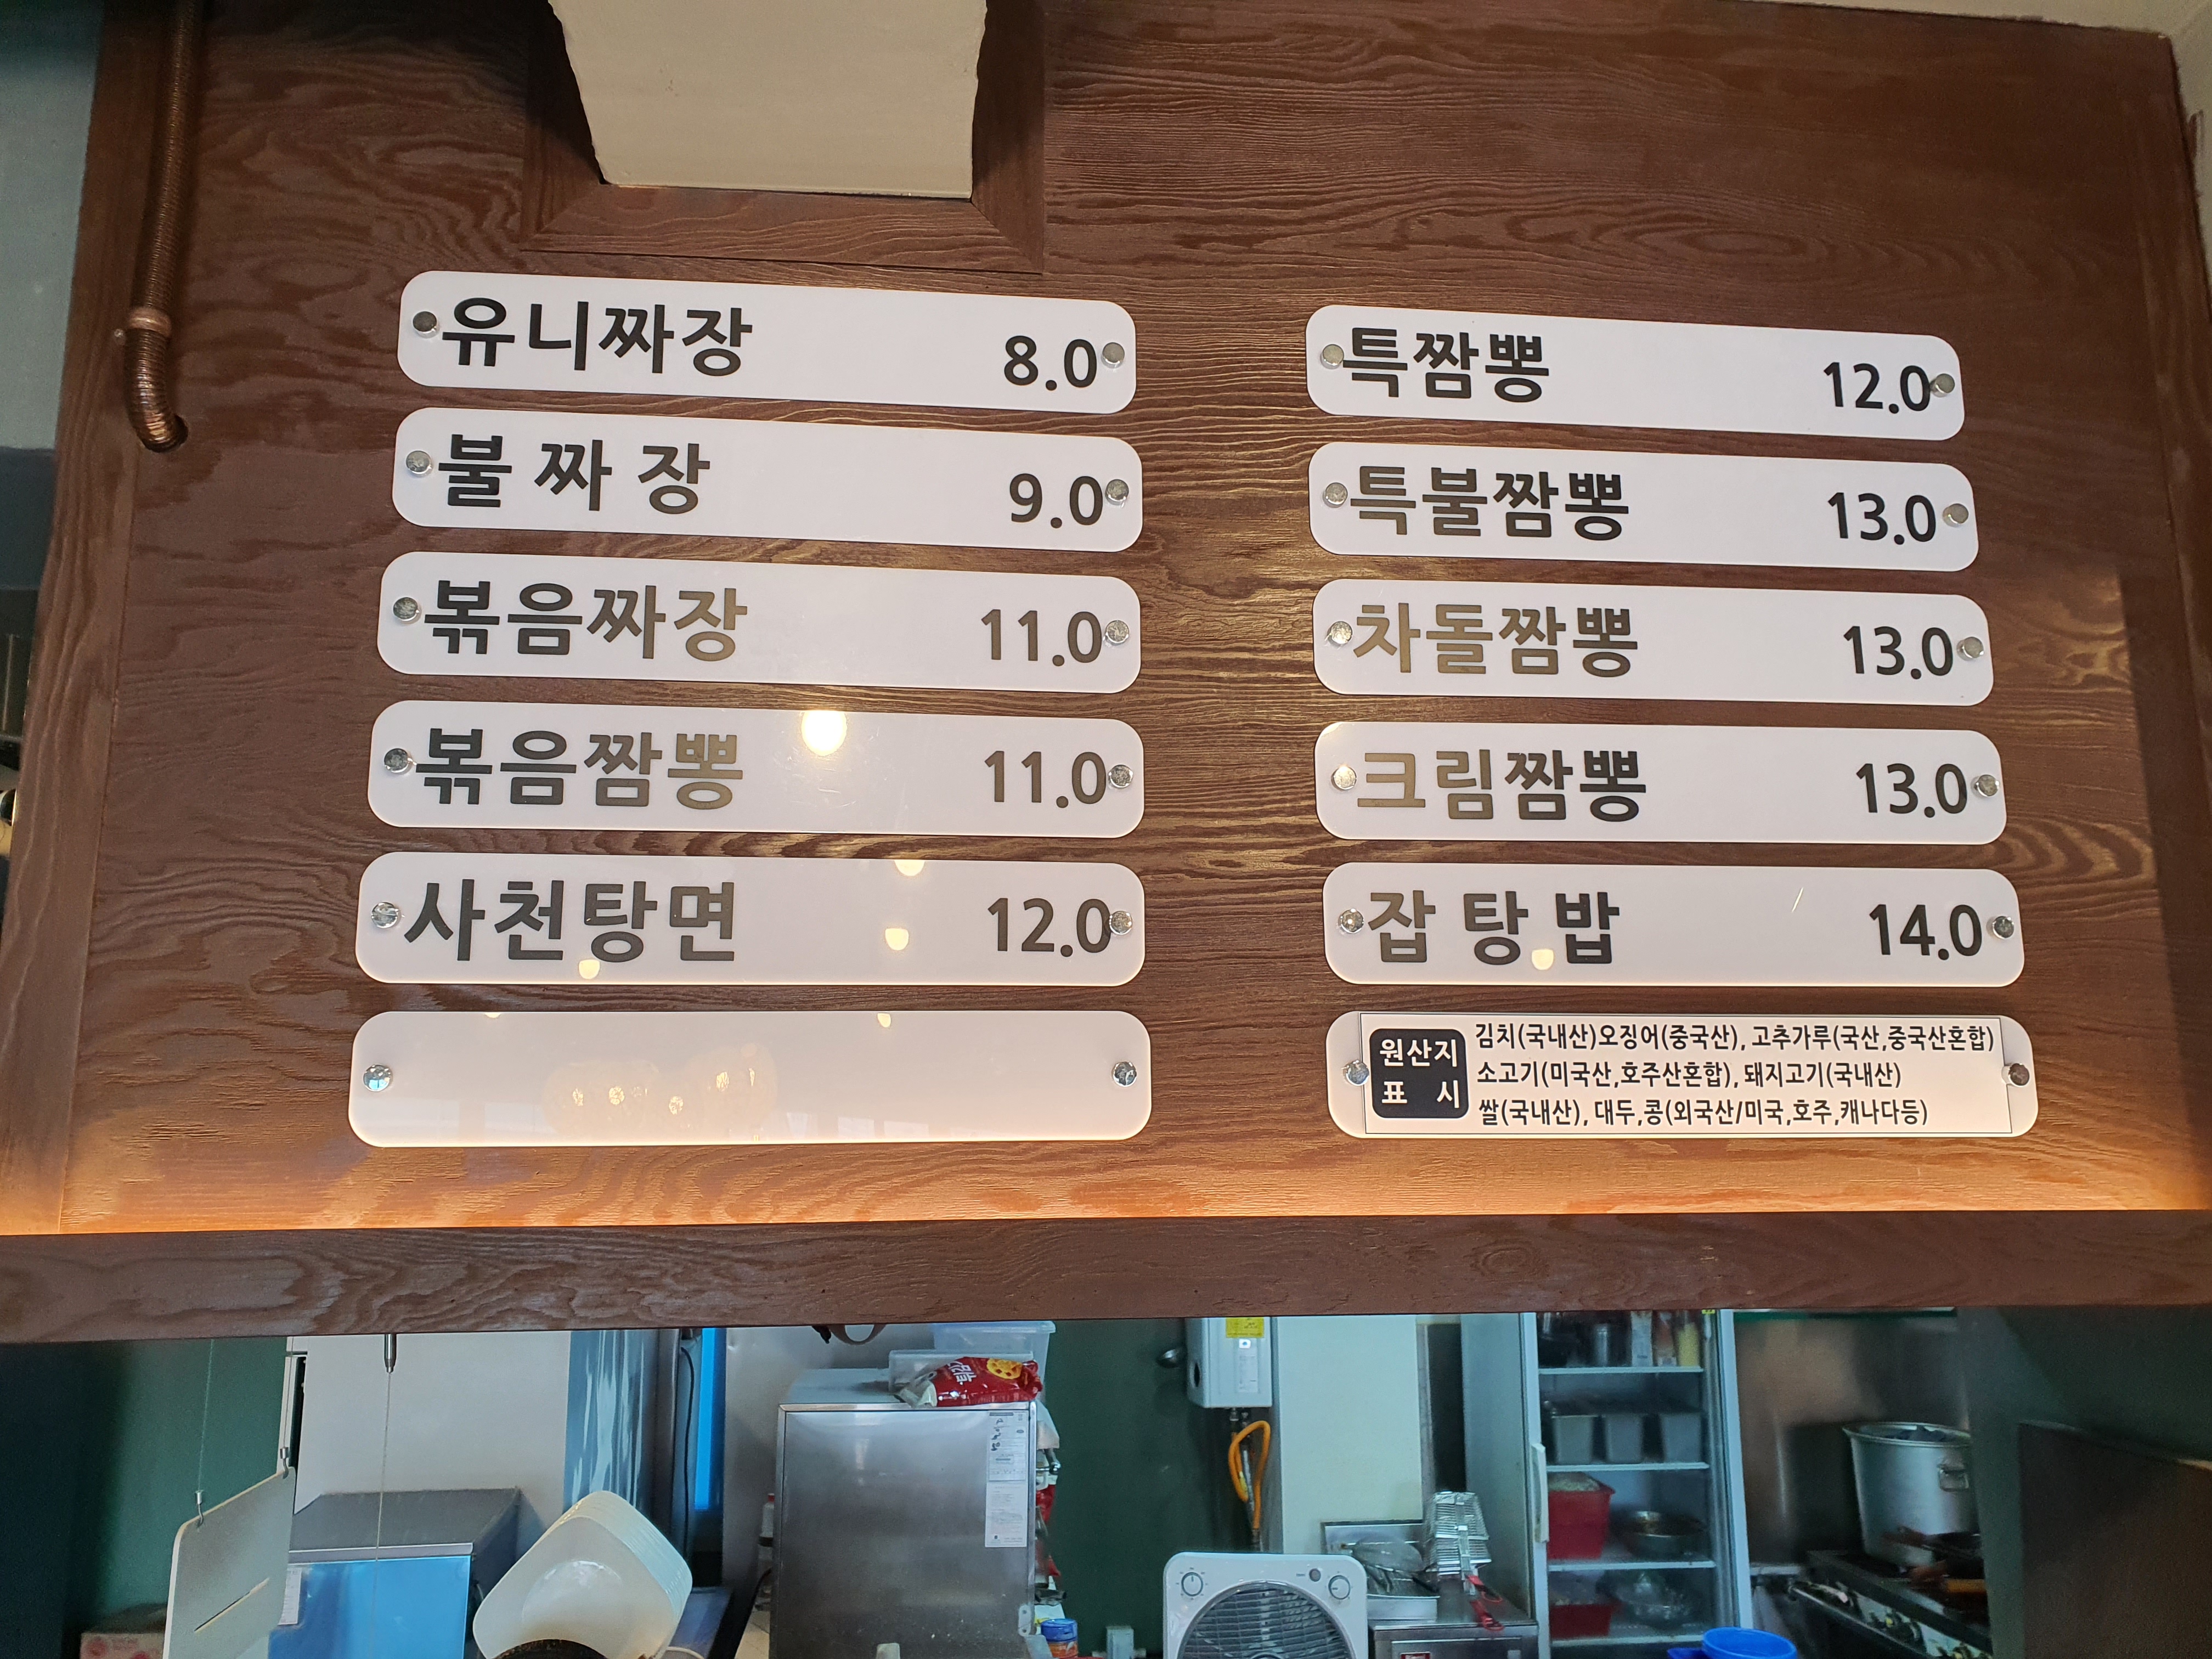 유니짜장 8.0
불 짜 장 9.0
볶음짜장 11.0
볶음짬뽕 11.0
사천탕면 12.0
특짬뽕 12.0
특불짬뽕 13.0
차돌짬뽕 13.0
크림짬뽕 13.0
잡 탕 밥 14.0
원산지
표 시
김치(국내산)오징어(중국산), 고추가루(국산,중국산혼합)
소고기(미국산,호주산혼합), 돼지고기(국내산)
쌀(국내산), 대두,콩(외국산/미국,호주,캐나다등)